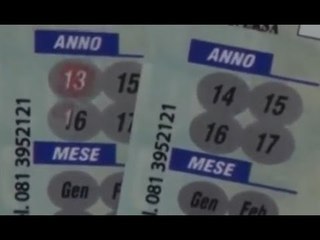 ANNO
13 15
16 17
MESE
Gen Feb
081 3952121
ANNO
14 15
16 17
MESE
Gen Feb
l. 081 3952121